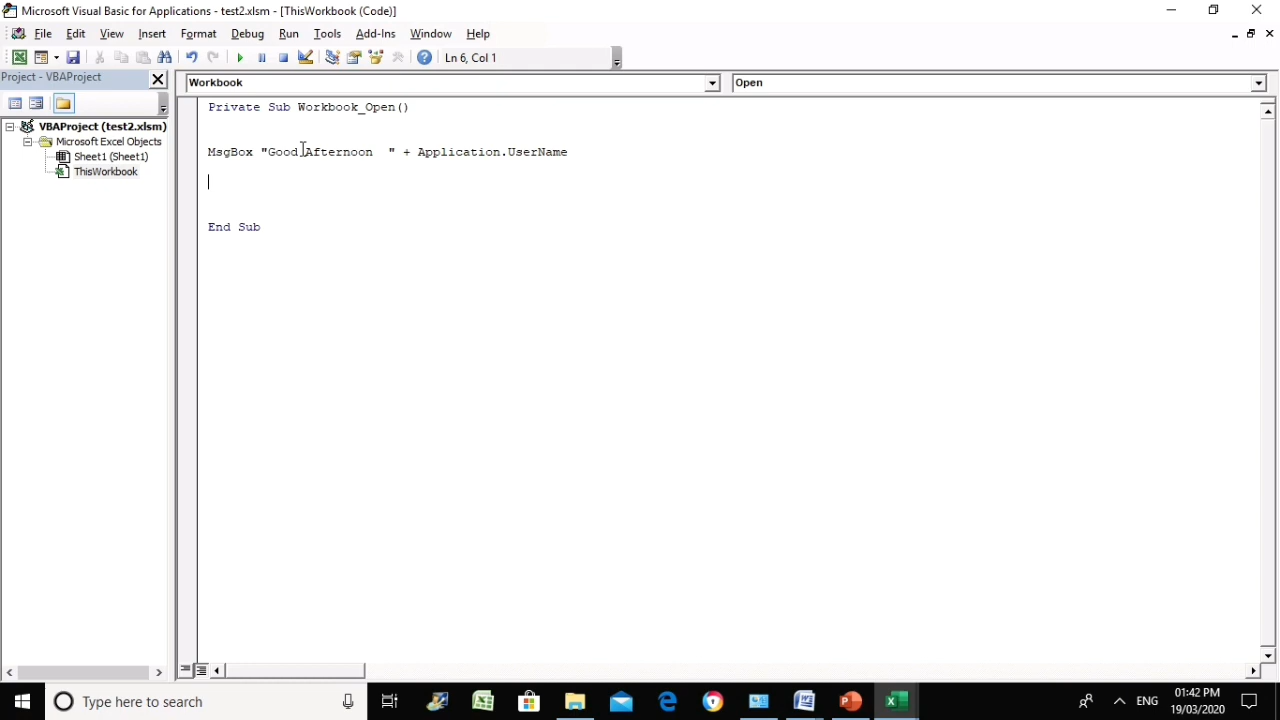 Microsoft Visual Basic for Applications - test2.xlsm - [ThisWorkbook (Code)]
File Edit View Insert Format Debug Run Tools Add-Ins Window Help
Ln 6, Col 1
Project - VBAProject
Workbook
Open
VBAProject (test2.xlsm)
Microsoft Excel Objects
Sheet1 (Sheet1)
ThisWorkbook
Private Sub Workbook_Open()
MsgBox "Good Afternoon  " + Application.UserName
End Sub
Type here to search
ENG
01:42 PM
19/03/2020